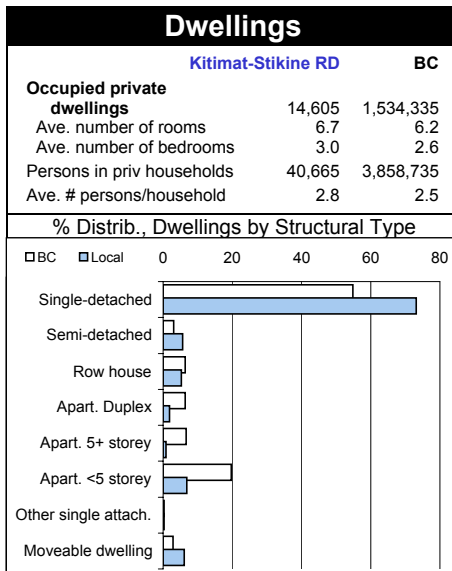 Dwellings
Kitimat-Stikine RD BC
Occupied private
dwellings 14,605 1,534,335
Ave. number of rooms 6.7 6.2
Ave. number of bedrooms 3.0 2.6
Persons in priv households 40,665 3,858,735
Ave. # persons/household 2.8 2.5
% Distrib., Dwellings by Structural Type
BC Local 0 20 40 60 80
Single-detached
Semi-detached
Row house
Apart. Duplex
Apart. 5+ storey
Apart. <5 storey
Other single attach.
Moveable dwelling